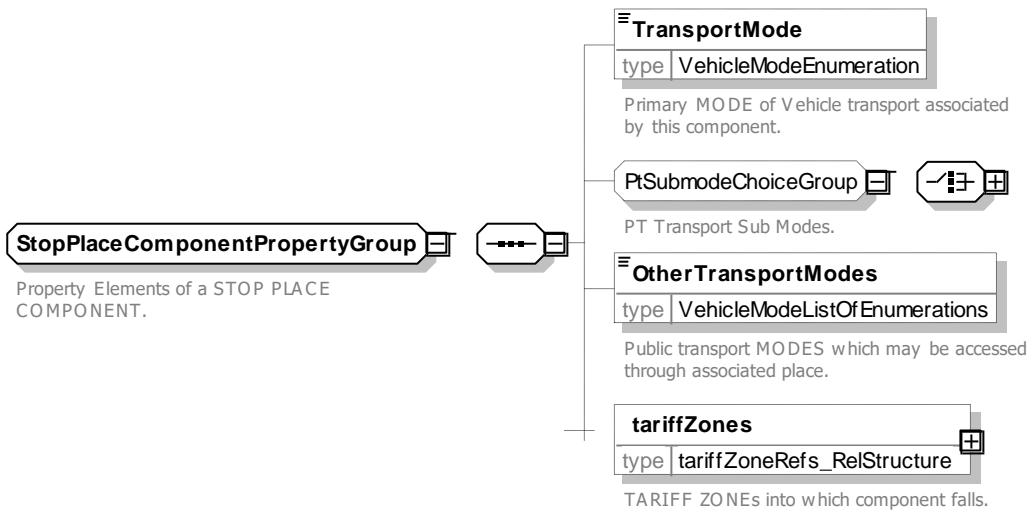 TransportMode
type VehicleModeEnumeration
Primary MODE of Vehicle transport associated
by this component.
PtSubmodeChoiceGroup
PT Transport Sub Modes.
StopPlaceComponentPropertyGroup
Property Elements of a STOP PLACE
COMPONENT.
OtherTransportModes
type VehicleModeListOfEnumerations
Public transport MODES which may be accessed
through associated place.
tariffZones
type tariffZoneRefs_RelStructure
TARIFF ZONEs into which component falls.